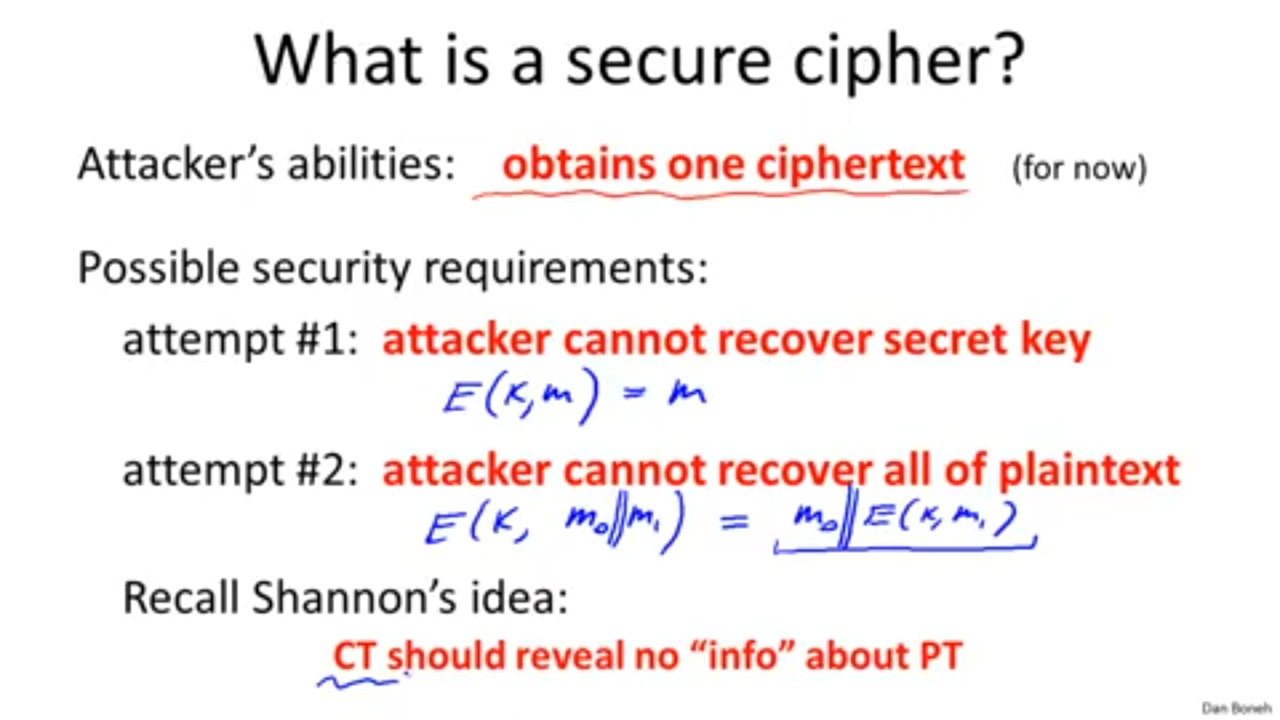 What is a secure cipher?
Attacker's abilities: obtains one ciphertext (for now)
Possible security requirements:
attempt #1: attacker cannot recover secret key
E(k,m) = m
attempt #2: attacker cannot recover all of plaintext
E(k, m₀||m₁) = m₀||E(k,m₁)
Recall Shannon's idea:
CT should reveal no “info” about PT
Dan Boneh